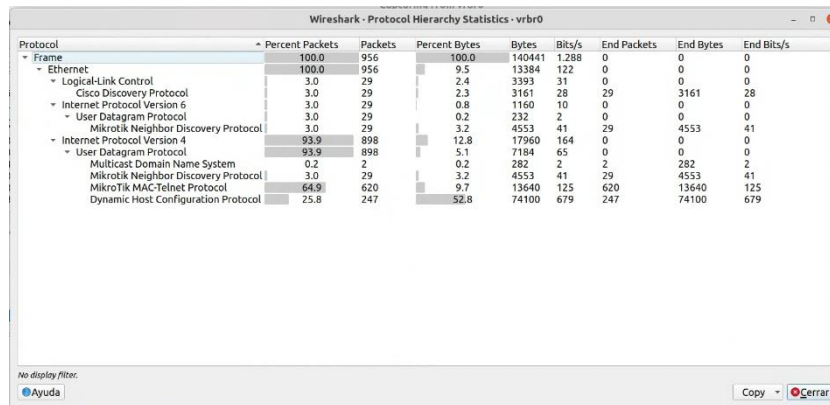 Wireshark · Protocol Hierarchy Statistics · vrbr0
Protocol Percent Packets Packets Percent Bytes Bytes Bits/s End Packets End Bytes End Bits/s
Frame 100.0 956 100.0 140441 1.288 0 0 0
Ethernet 100.0 956 9.5 13384 122 0 0 0
Logical-Link Control 3.0 29 2.4 3393 31 0 0 0
Cisco Discovery Protocol 3.0 29 2.3 3161 28 29 3161 28
Internet Protocol Version 6 3.0 29 0.8 1160 10 0 0 0
User Datagram Protocol 3.0 29 0.2 232 2 0 0 0
Mikrotik Neighbor Discovery Protocol 3.0 29 3.2 4553 41 29 4553 41
Internet Protocol Version 4 93.9 898 12.8 17960 164 0 0 0
User Datagram Protocol 93.9 898 5.1 7184 65 0 0 0
Multicast Domain Name System 0.2 2 0.2 282 2 2 282 2
Mikrotik Neighbor Discovery Protocol 3.0 29 3.2 4553 41 29 4553 41
MikroTik MAC-Telnet Protocol 64.9 620 9.7 13640 125 620 13640 125
Dynamic Host Configuration Protocol 25.8 247 52.8 74100 679 247 74100 679
No display filter.
Ayuda Copy Cerrar